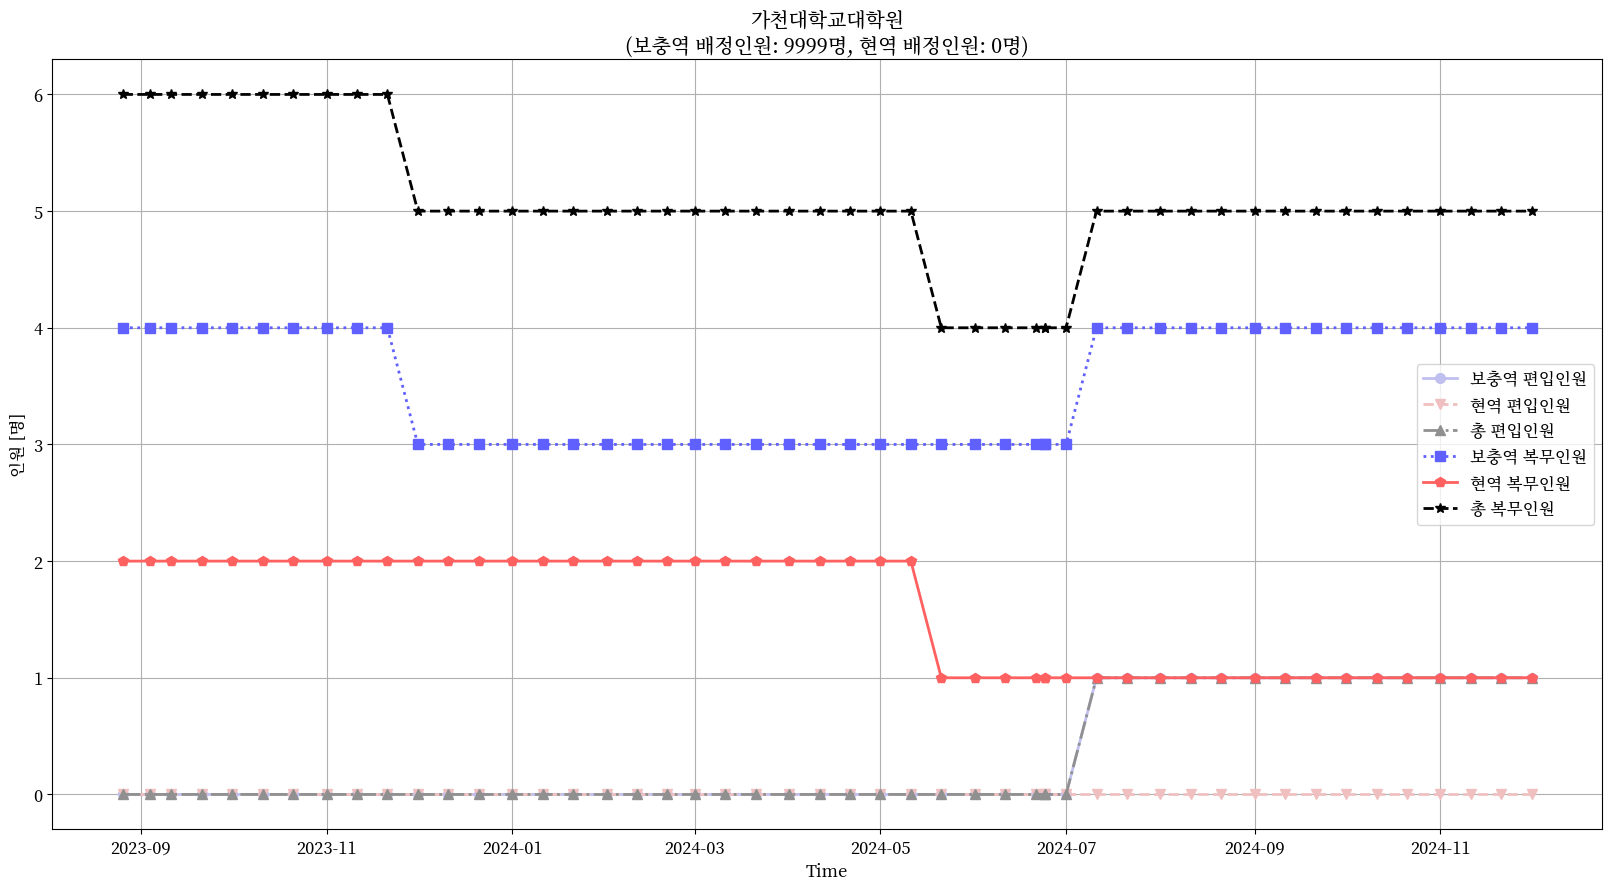 가천대학교대학원
(보충역 배정인원: 9999명, 현역 배정인원: 0명)
인원 [명]
6
5
4
3
2
1
0
보충역 편입인원
현역 편입인원
총 편입인원
보충역 복무인원
현역 복무인원
총 복무인원
2023-09
2023-11
2024-01
2024-03
2024-05
2024-07
2024-09
2024-11
Time